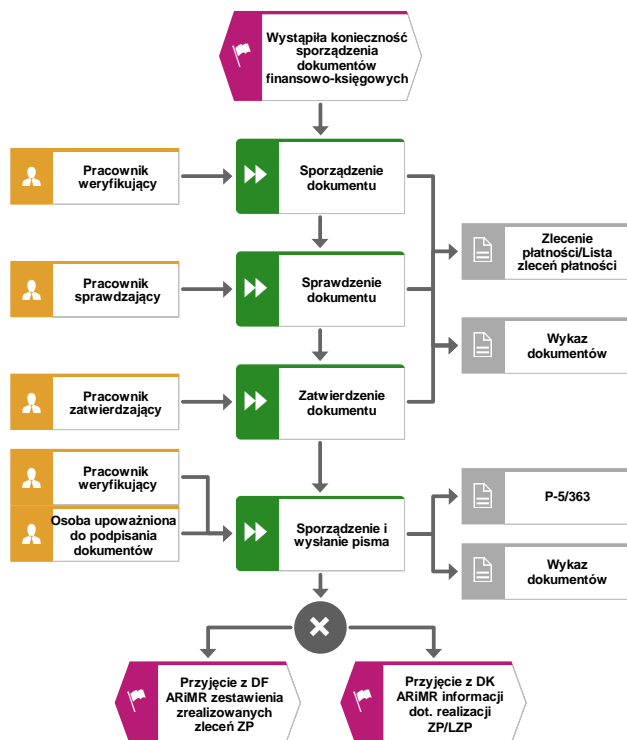 Wystąpiła konieczność
sporządzenia
dokumentów
finansowo-księgowych
Pracownik
weryfikujący
Sporządzenie
dokumentu
Zlecenie
płatności/Lista
zleceń płatności
Pracownik
sprawdzający
Sprawdzenie
dokumentu
Wykaz
dokumentów
Pracownik
zatwierdzający
Zatwierdzenie
dokumentu
Pracownik
weryfikujący
Osoba upoważniona
do podpisania
dokumentów
Sporządzenie i
wysłanie pisma
P-5/363
Wykaz
dokumentów
Przyjęcie z DF
ARiMR zestawienia
zrealizowanych
zleceń ZP
Przyjęcie z DK
ARiMR informacji
dot. realizacji
ZP/LZP